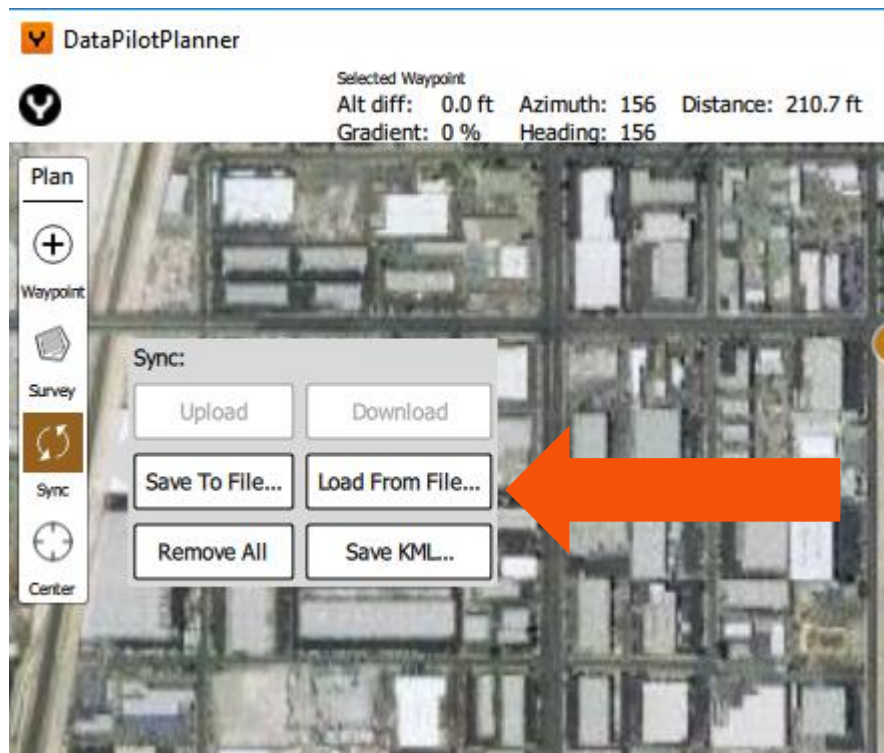 DataPilotPlanner
Selected Waypoint
Alt diff: 0.0 ft Azimuth: 156 Distance: 210.7 ft
Gradient: 0 % Heading: 156
Plan
Waypoint
Survey
Sync
Center
Sync:
Upload Download
Save To File... Load From File...
Remove All Save KML...